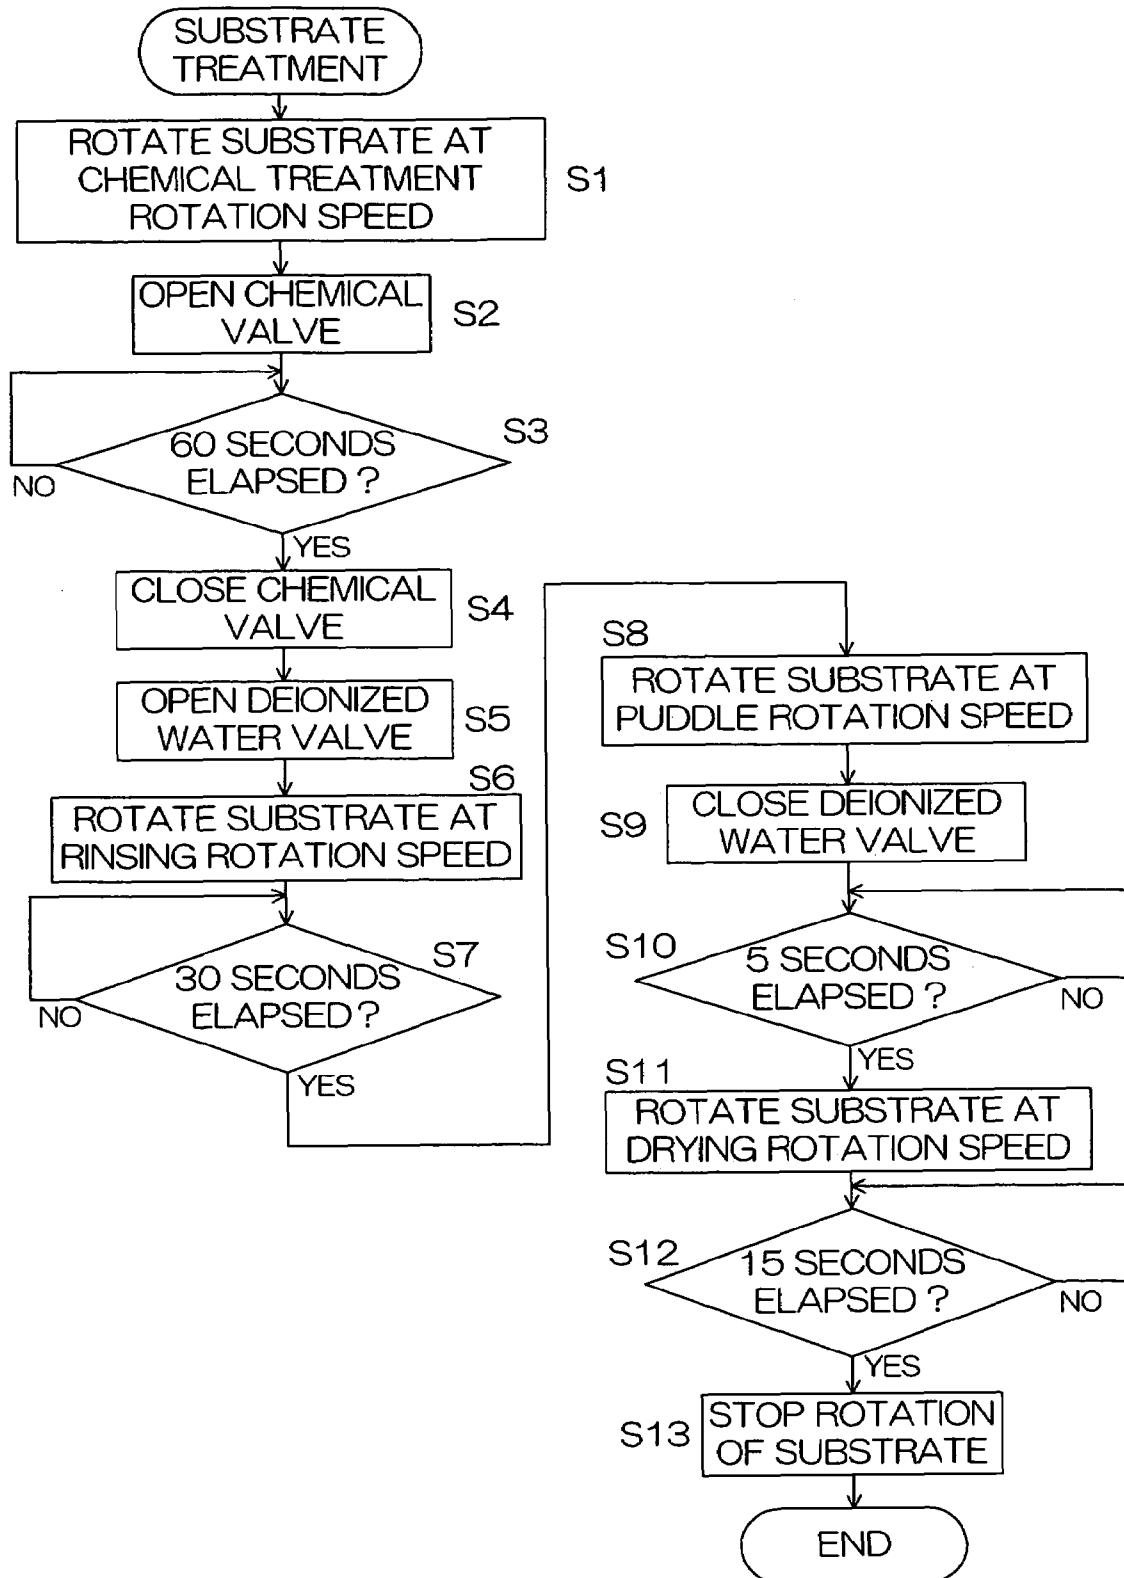 SUBSTRATE
TREATMENT
ROTATE SUBSTRATE AT
CHEMICAL TREATMENT
ROTATION SPEED
S1
OPEN CHEMICAL
VALVE
S2
60 SECONDS
ELAPSED ?
S3
NO
YES
CLOSE CHEMICAL
VALVE
S4
OPEN DEIONIZED
WATER VALVE
S5
S6
ROTATE SUBSTRATE AT
RINSING ROTATION SPEED
30 SECONDS
ELAPSED ?
S7
NO
YES
S8
ROTATE SUBSTRATE AT
PUDDLE ROTATION SPEED
S9
CLOSE DEIONIZED
WATER VALVE
S10
5 SECONDS
ELAPSED ?
NO
YES
S11
ROTATE SUBSTRATE AT
DRYING ROTATION SPEED
S12
15 SECONDS
ELAPSED ?
NO
YES
S13
STOP ROTATION
OF SUBSTRATE
END